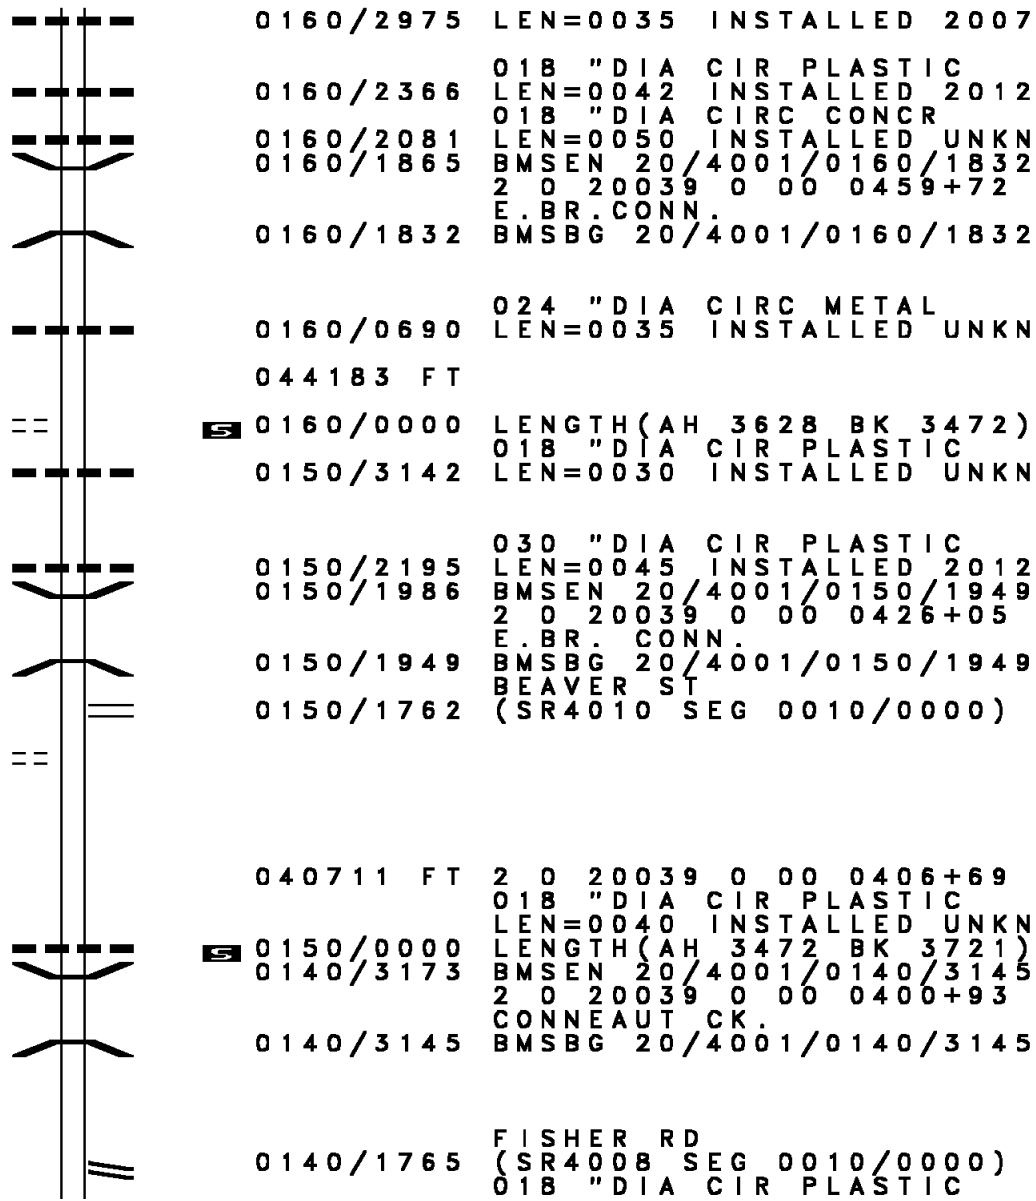 0160/2975 LEN=0035 INSTALLED 2007
018 "DIA CIR PLASTIC
0160/2366 LEN=0042 INSTALLED 2012
018 "DIA CIRC CONCR
0160/2081 LEN=0050 INSTALLED UNKN
0160/1865 BMSEN 20/4001/0160/1832
2 0 20039 0 00 0459+72
E.BR.CONN.
0160/1832 BMSBG 20/4001/0160/1832
024 "DIA CIRC METAL
0160/0690 LEN=0035 INSTALLED UNKN
044183 FT
S 0160/0000 LENGTH(AH 3628 BK 3472)
018 "DIA CIR PLASTIC
0150/3142 LEN=0030 INSTALLED UNKN
030 "DIA CIR PLASTIC
0150/2195 LEN=0045 INSTALLED 2012
0150/1986 BMSEN 20/4001/0150/1949
2 0 20039 0 00 0426+05
E.BR. CONN.
0150/1949 BMSBG 20/4001/0150/1949
BEAVER ST
0150/1762 (SR4010 SEG 0010/0000)
040711 FT 2 0 20039 0 00 0406+69
018 "DIA CIR PLASTIC
LEN=0040 INSTALLED UNKN
S 0150/0000 LENGTH(AH 3472 BK 3721)
0140/3173 BMSEN 20/4001/0140/3145
2 0 20039 0 00 0400+93
CONNEAUT CK.
0140/3145 BMSBG 20/4001/0140/3145
FISHER RD
0140/1765 (SR4008 SEG 0010/0000)
018 "DIA CIR PLASTIC